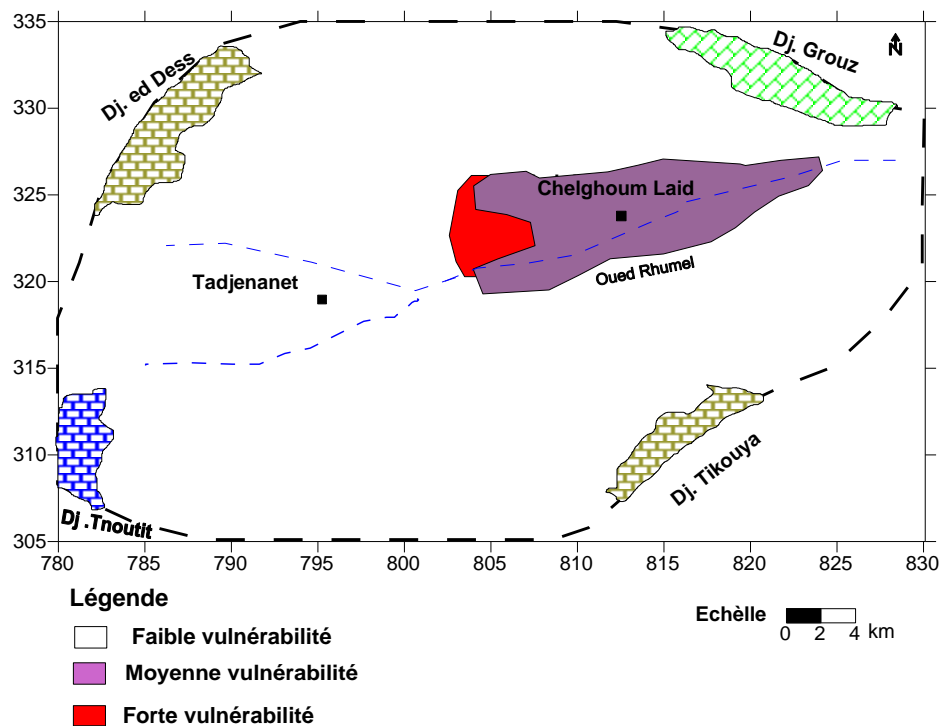 335
330
325
320
315
310
305
780
785
790
795
800
805
810
815
820
825
830
N
Dj. ed Dess
Dj. Grouz
Chelghoum Laid
Tadjenanet
Oued Rhumel
Dj. Tikouya
Dj .Tnoutit
Légende
Faible vulnérabilité
Moyenne vulnérabilité
Forte vulnérabilité
Echèlle
0 2 4 km